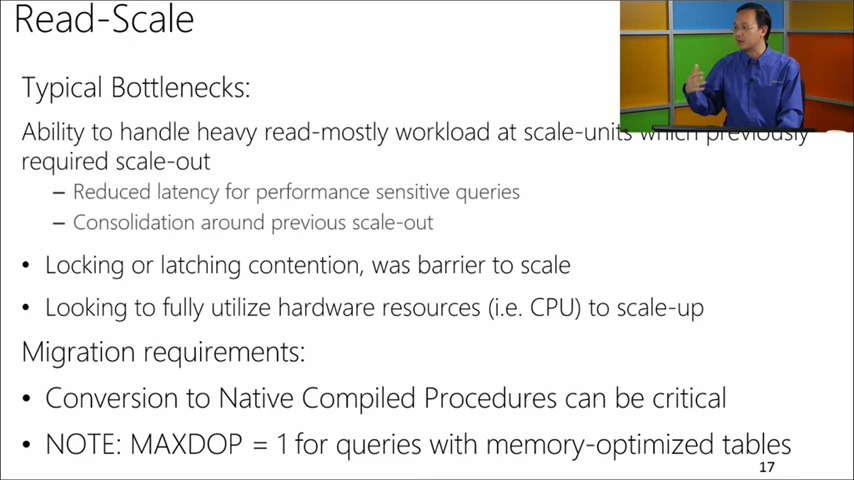 Read-Scale
Typical Bottlenecks:
Ability to handle heavy read-mostly workload at scale-units which previously
required scale-out
– Reduced latency for performance sensitive queries
– Consolidation around previous scale-out
• Locking or latching contention, was barrier to scale
• Looking to fully utilize hardware resources (i.e. CPU) to scale-up
Migration requirements:
• Conversion to Native Compiled Procedures can be critical
• NOTE: MAXDOP = 1 for queries with memory-optimized tables
17